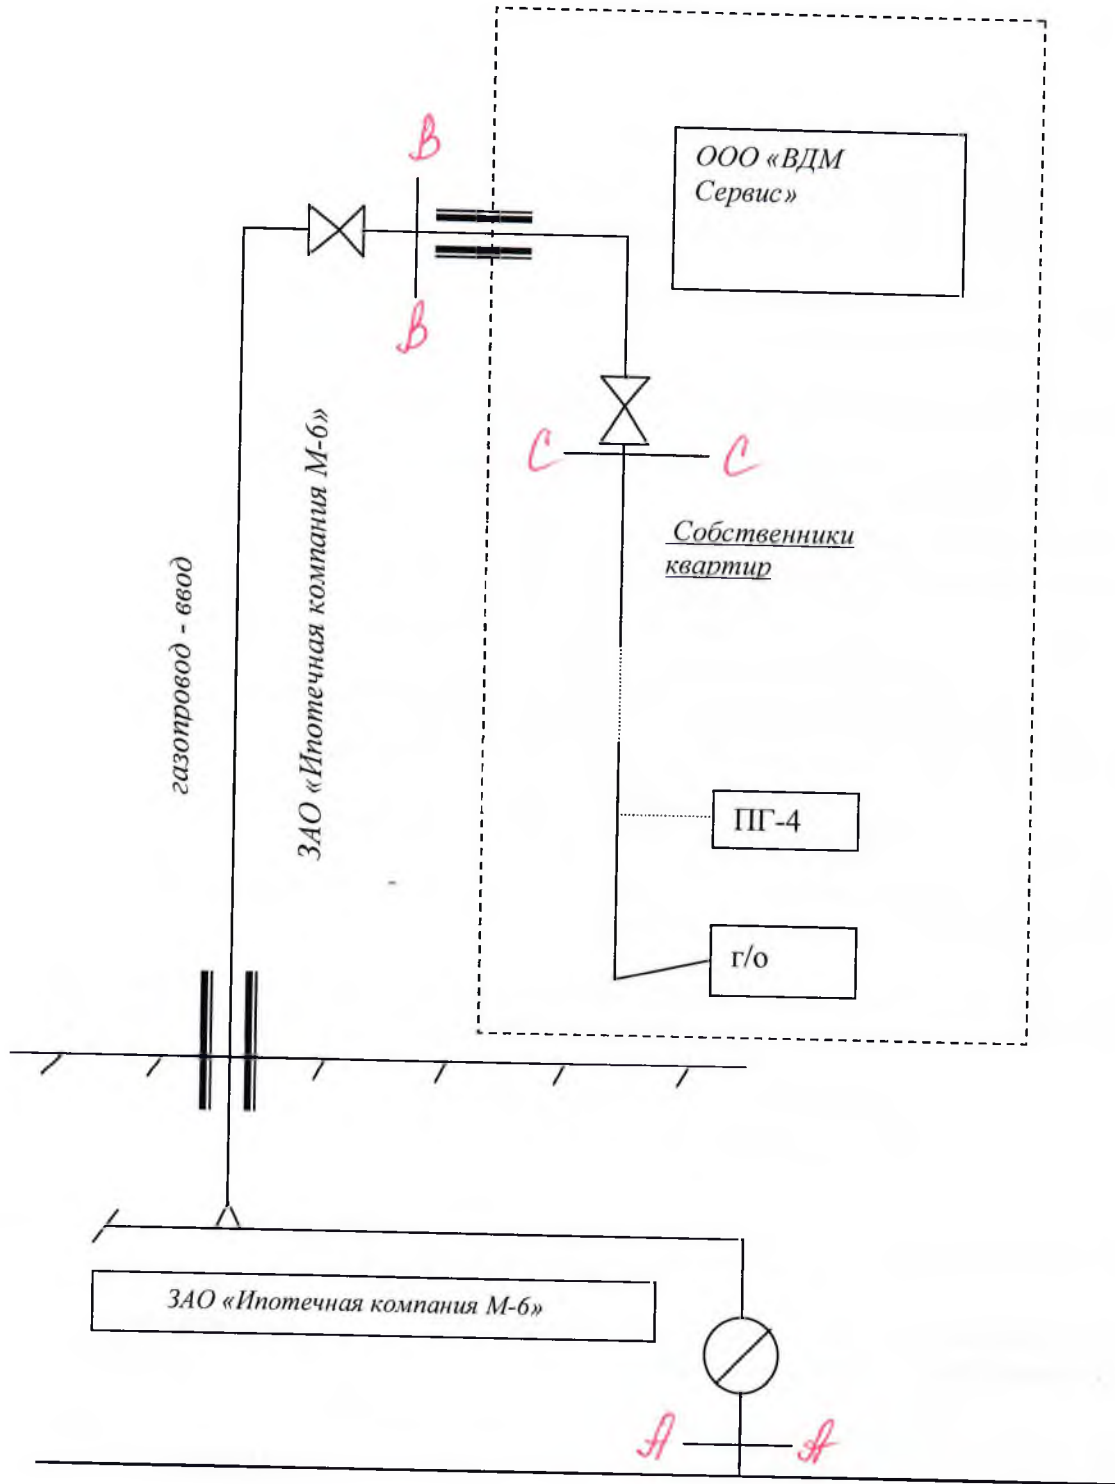 В
ООО «ВДМ
Сервис»
В
С
С
Собственники
квартир
газопровод - ввод
ЗАО «Ипотечная компания М-6»
ПГ-4
г/о
ЗАО «Ипотечная компания М-6»
А
А